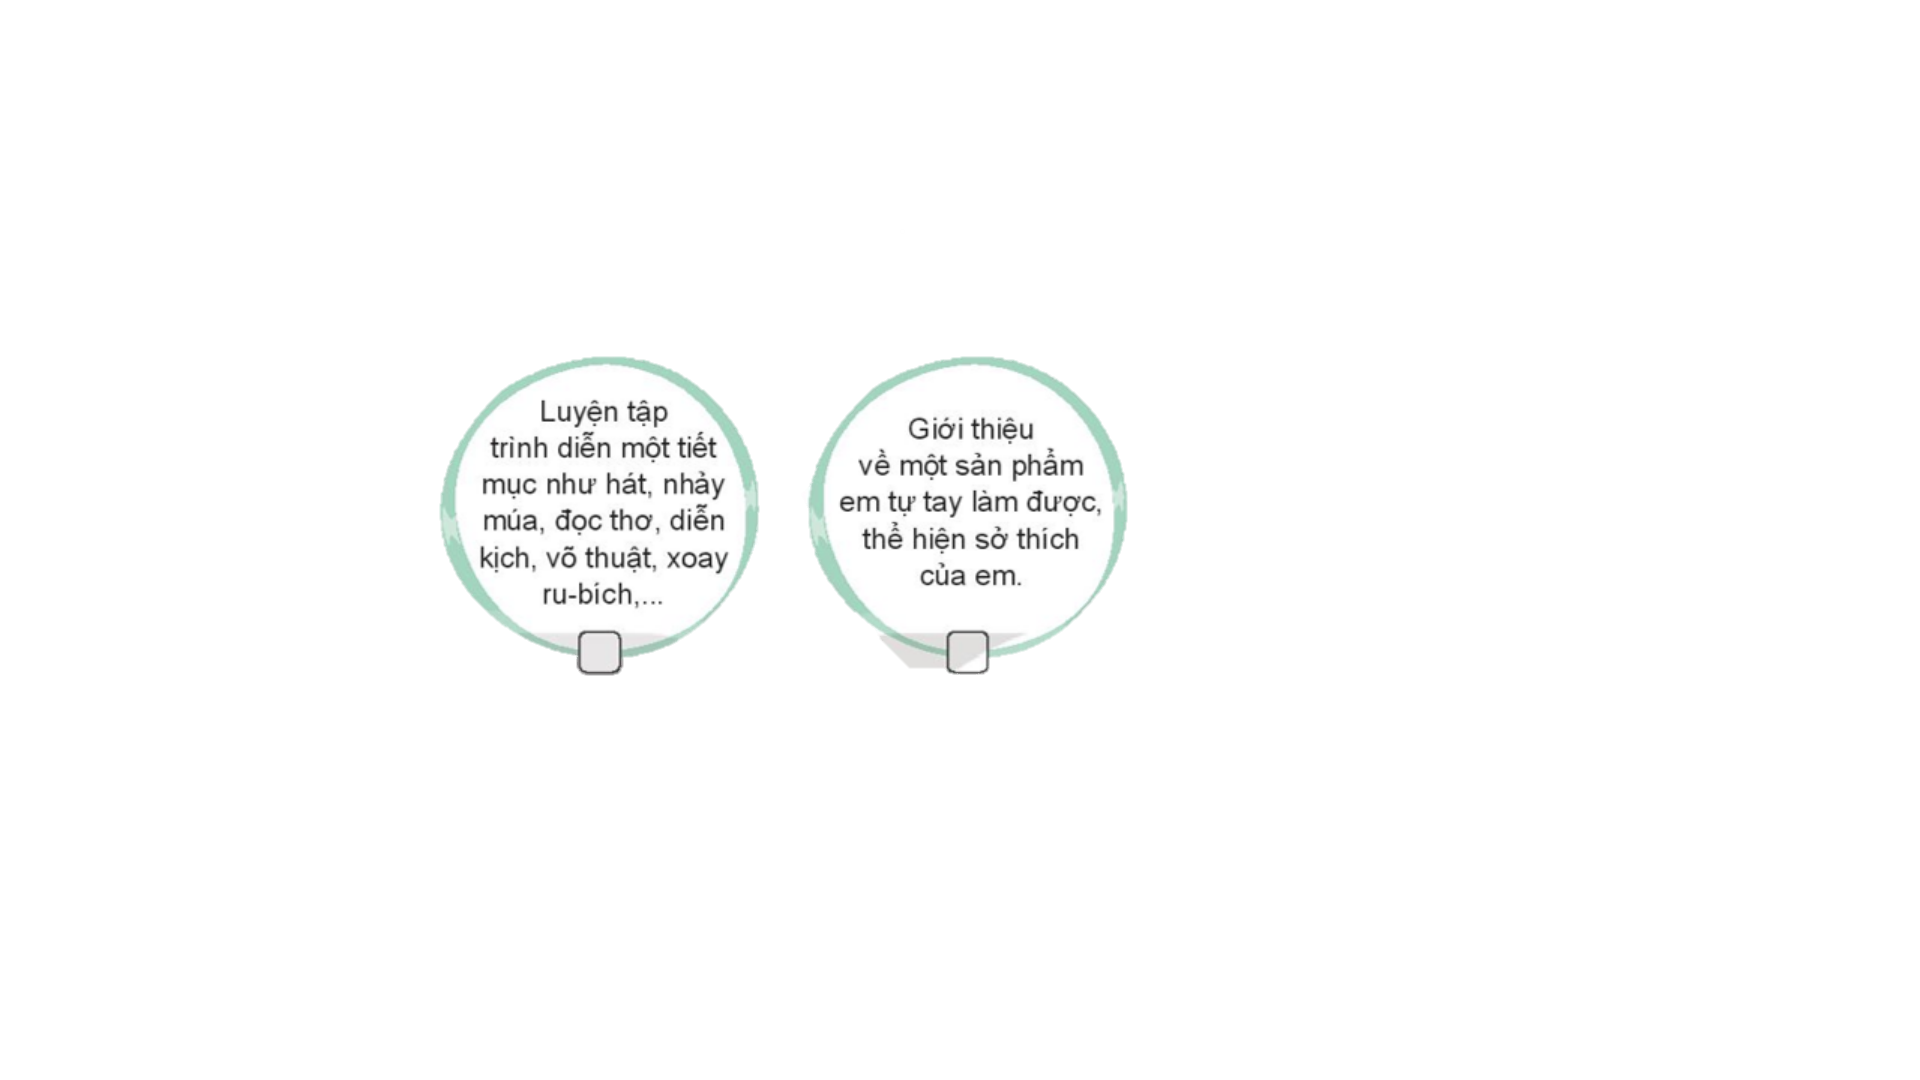 Luyện tập
trình diễn một tiết
mục như hát, nhảy
múa, đọc thơ, diễn
kịch, võ thuật, xoay
ru-bích,...
Giới thiệu
về một sản phẩm
em tự tay làm được,
thể hiện sở thích
của em.